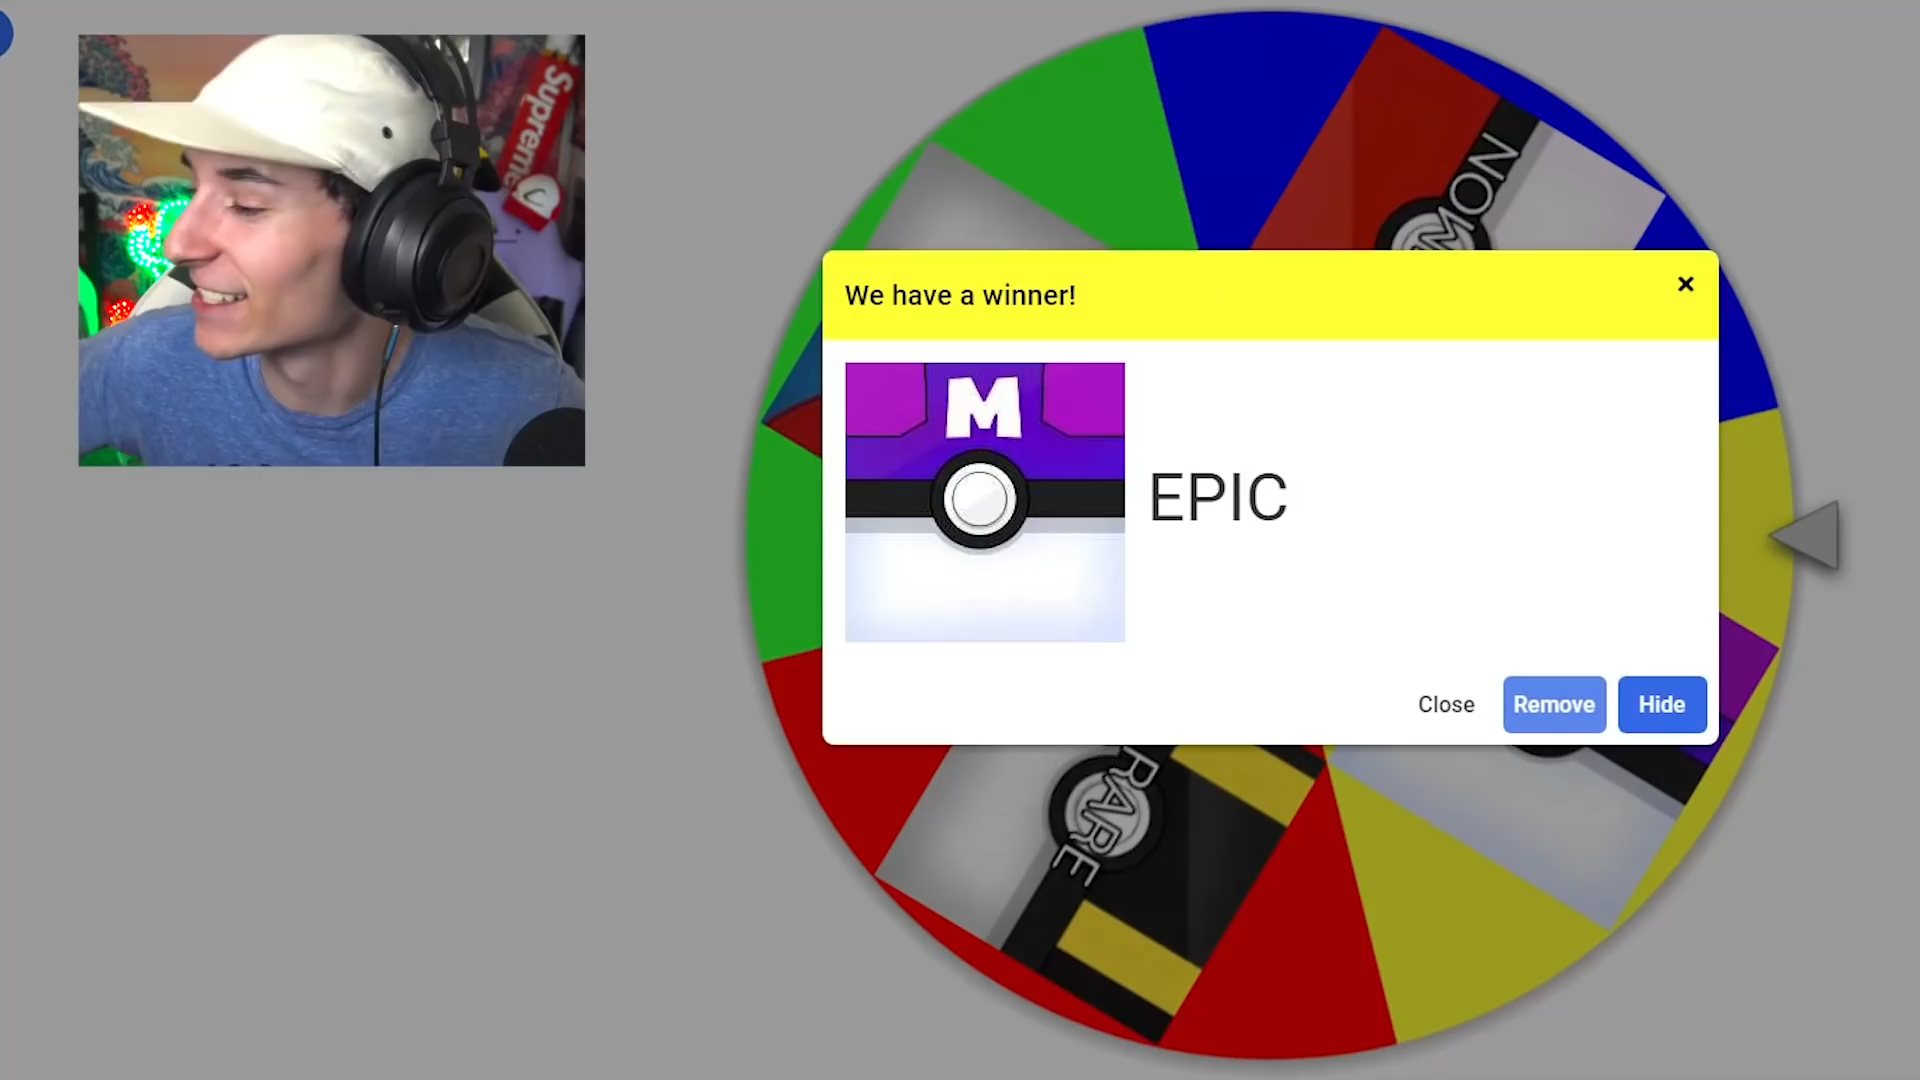 Supreme
MON
We have a winner!
M
EPIC
Close
Remove
Hide
RARE